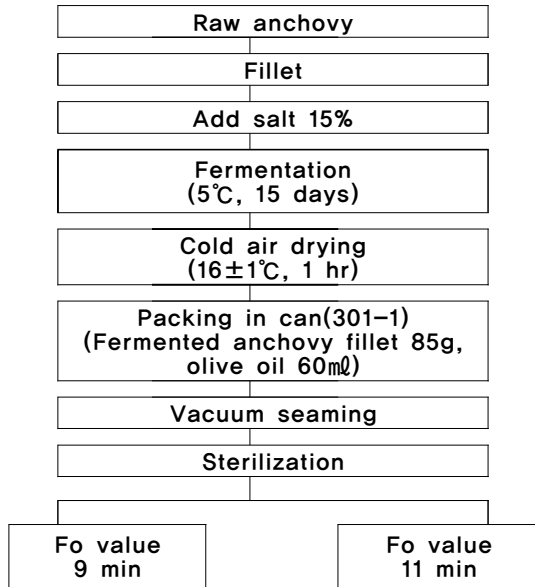 Raw anchovy
Fillet
Add salt 15%
Fermentation
(5℃, 15 days)
Cold air drying
(16±1℃, 1 hr)
Packing in can(301-1)
(Fermented anchovy fillet 85g,
olive oil 60㎖)
Vacuum seaming
Sterilization
Fo value
9 min
Fo value
11 min